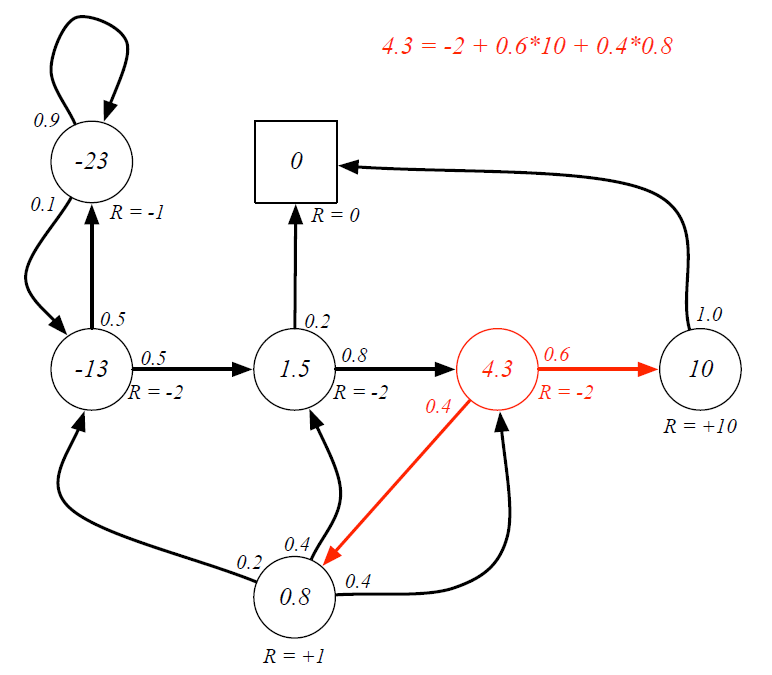 4.3 = -2 + 0.6*10 + 0.4*0.8
0.9
-23
0
0.1
R = -1
R = 0
0.5
0.2
1.0
-13
0.5
1.5
0.8
4.3
0.6
10
R = -2
R = -2
0.4
R = -2
R = +10
0.4
0.2
0.8
0.4
R = +1